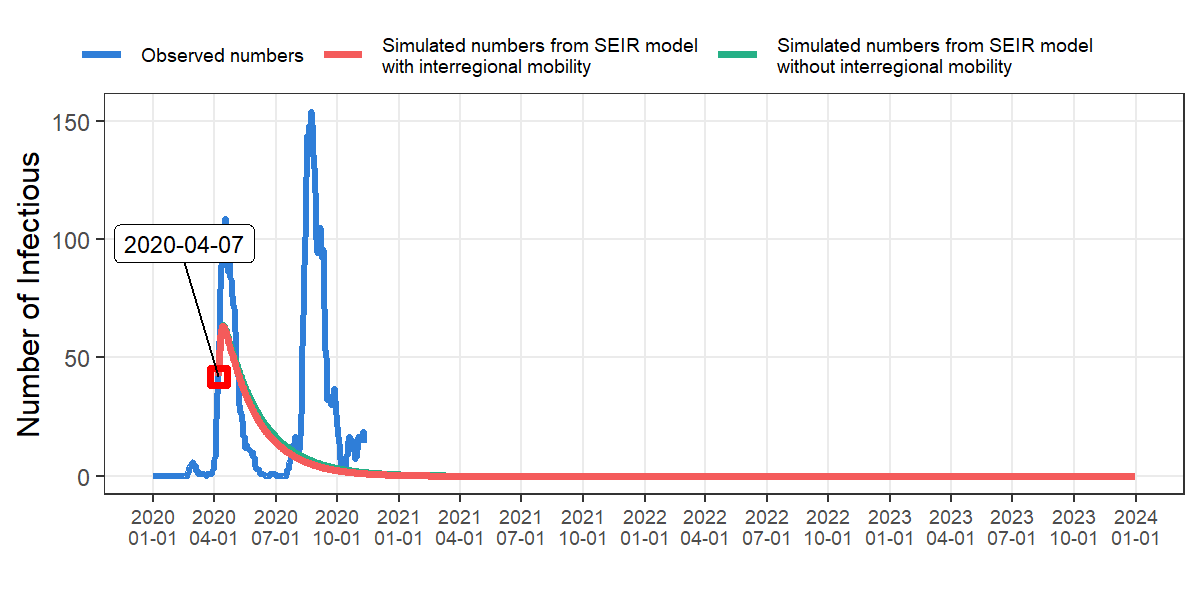 Observed numbers
Simulated numbers from SEIR model
with interregional mobility
Simulated numbers from SEIR model
without interregional mobility
Number of Infectious
150
100
50
0
2020-04-07
2020 2020 2020 2020 2021 2021 2021 2021 2022 2022 2022 2022 2023 2023 2023 2023 2024
01-01 04-01 07-01 10-01 01-01 04-01 07-01 10-01 01-01 04-01 07-01 10-01 01-01 04-01 07-01 10-01 01-01